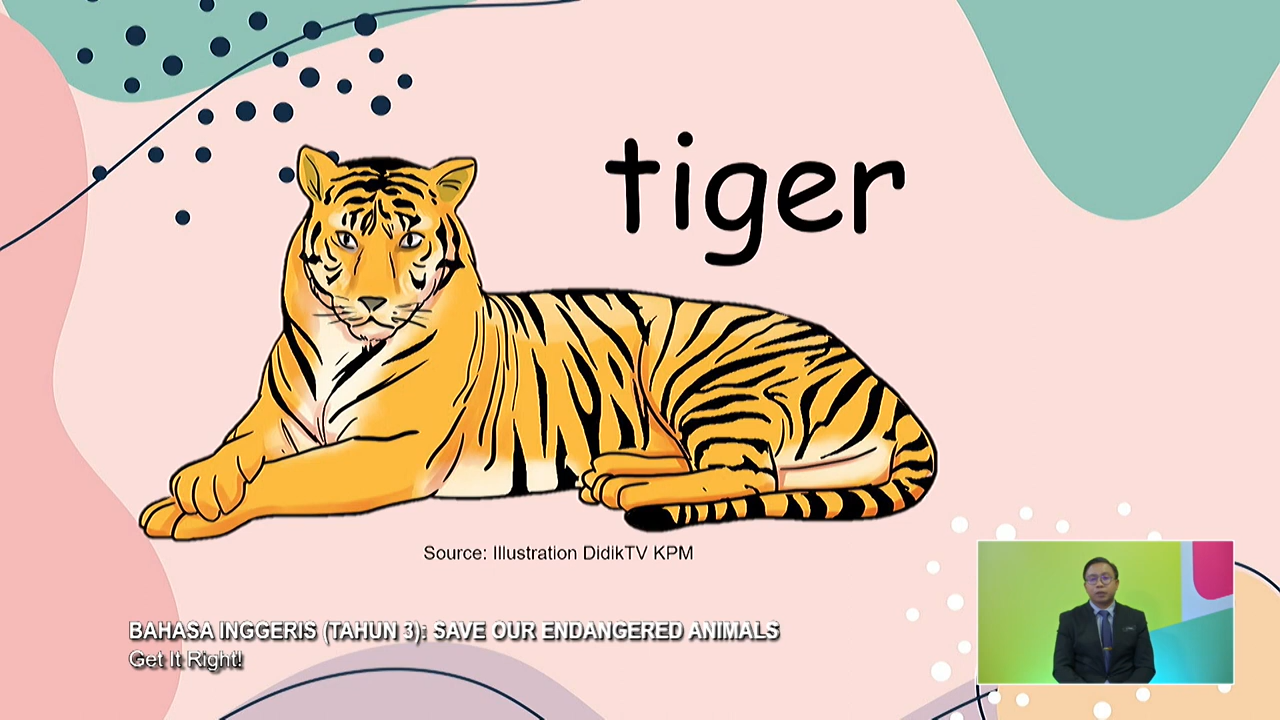 tiger
Source: Illustration DidikTV KPM
BAHASA INGGERIS (TAHUN 3): SAVE OUR ENDANGERED ANIMALS
Get It Right!